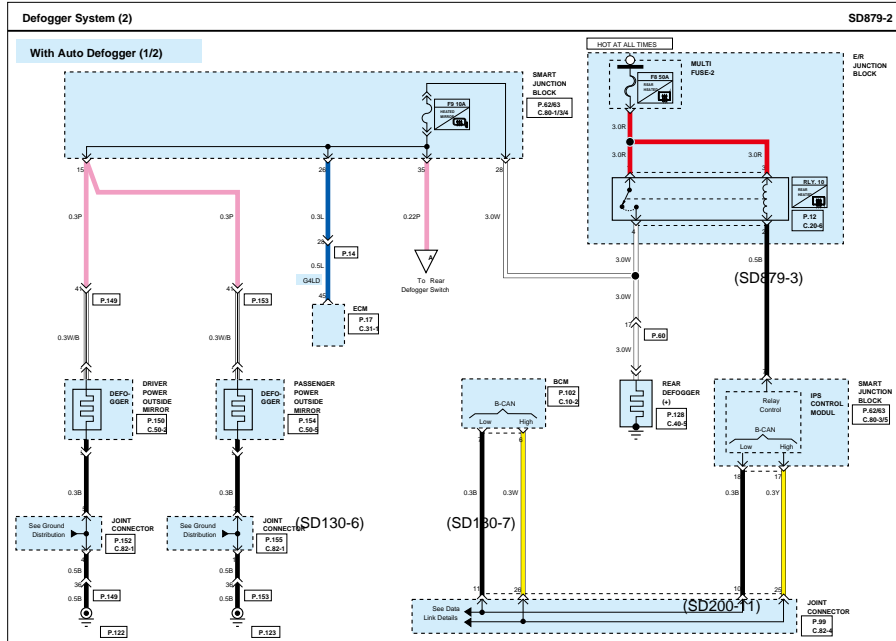 Defogger System (2)
SD879-2
With Auto Defogger (1/2)
HOT AT ALL TIMES
E/R
JUNCTION
BLOCK
MULTI
FUSE-2
F8 50A
REAR
HEATED
SMART
JUNCTION
BLOCK
P.62/63
C.80-1/3/4
F9 10A
HEATED
MIRROR
3.0R
3.0R
3.0R
15
26
35
28
RLY. 10
REAR
HEATED
P.12
C.20-6
4
2
0.3P
0.3P
0.3L
0.22P
3.0W
28
P.14
0.5L
G4LD
45
A
To Rear
Defogger Switch
3.0W
0.5B
(SD879-3)
3.0W
41
P.149
41
P.153
ECM
P.17
C.31-1
17
P.60
3.0W
0.3W/B
0.3W/B
DEFO-
GGER
DRIVER
POWER
OUTSIDE
MIRROR
P.150
C.50-2
DEFO-
GGER
PASSENGER
POWER
OUTSIDE
MIRROR
P.154
C.50-5
BCM
P.102
C.10-2
B-CAN
Low
High
REAR
DEFOGGER
(+)
P.128
C.40-5
Relay
Control
B-CAN
Low
High
IPS
CONTROL
MODUL
SMART
JUNCTION
BLOCK
P.62/63
C.80-3/5
6
18
17
0.3B
0.3B
0.3B
0.3W
0.3B
0.3Y
See Ground
Distribution
JOINT
CONNECTOR
P.152
C.82-1
(SD130-6)
See Ground
Distribution
JOINT
CONNECTOR
P.155
C.82-1
(SD130-7)
0.5B
0.5B
36
P.149
36
P.153
0.5B
0.5B
P.122
P.123
11
26
10
25
See Data
Link Details
(SD200-11)
JOINT
CONNECTOR
P.99
C.82-4